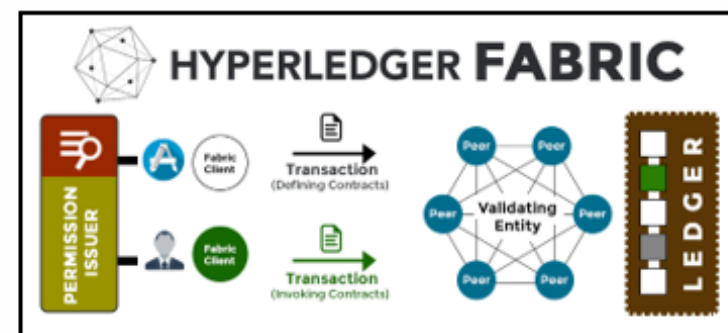 HYPERLEDGER FABRIC
PERMISSION
ISSUER
Fabric
Client
Transaction
(Defining Contracts)
Fabric
Client
Transaction
(Invoking Contracts)
Peer
Peer
Peer
Validating
Entity
Peer
Peer
Peer
LEDGER